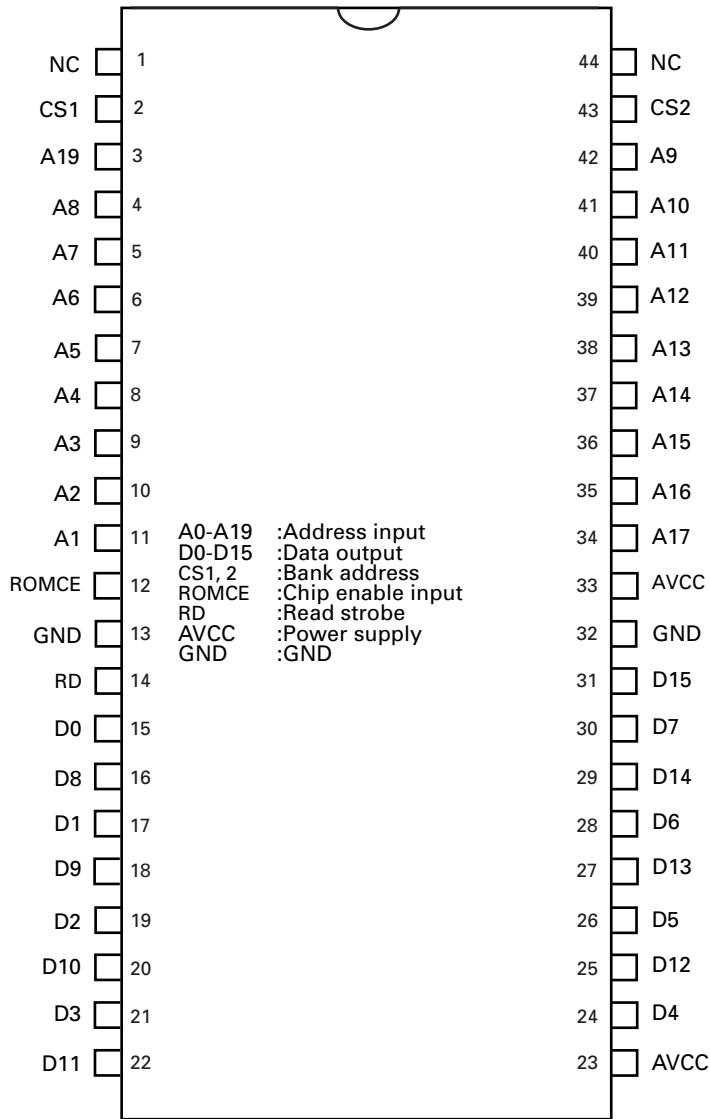 NC 1 44 NC
CS1 2 43 CS2
A19 3 42 A9
A8 4 41 A10
A7 5 40 A11
A6 6 39 A12
A5 7 38 A13
A4 8 37 A14
A3 9 36 A15
A2 10 35 A16
A1 11 34 A17
ROMCE 12 33 AVCC
GND 13 32 GND
RD 14 31 D15
D0 15 30 D7
D8 16 29 D14
D1 17 28 D6
D9 18 27 D13
D2 19 26 D5
D10 20 25 D12
D3 21 24 D4
D11 22 23 AVCC
A0-A19 :Address input
D0-D15 :Data output
CS1, 2 :Bank address
ROMCE :Chip enable input
RD :Read strobe
AVCC :Power supply
GND :GND